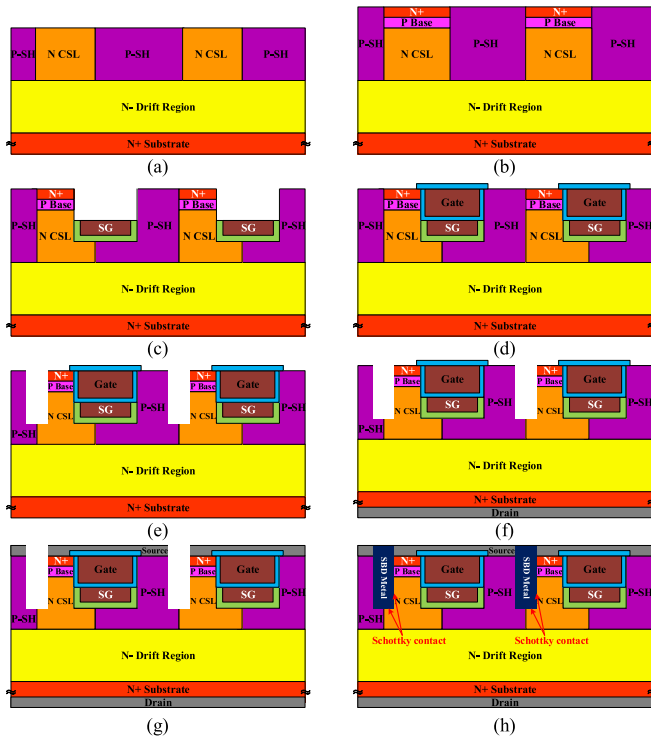 P-SH N CSL P-SH N CSL P-SH
N- Drift Region
N+ Substrate
(a)
N+ N+
P Base P Base
P-SH N CSL P-SH N CSL P-SH
N- Drift Region
N+ Substrate
(b)
N+ N+
P Base P Base
P-SH N CSL SG P-SH N CSL SG P-SH
N- Drift Region
N+ Substrate
(c)
N+ Gate N+ Gate
P Base P Base
P-SH N CSL SG P-SH N CSL SG P-SH
N- Drift Region
N+ Substrate
(d)
N+ Gate N+ Gate
P Base P Base
P-SH N CSL SG P-SH N CSL SG P-SH
N- Drift Region
N+ Substrate
(e)
N+ Gate N+ Gate
P Base P Base
P-SH N CSL SG P-SH N CSL SG P-SH
N- Drift Region
N+ Substrate
Drain
(f)
Source
N+ Gate N+ Gate
P Base P Base
P-SH N CSL SG P-SH N CSL SG P-SH
N- Drift Region
N+ Substrate
Drain
(g)
Source
SBD Metal N+ Gate SBD Metal N+ Gate
P Base P Base
P-SH N CSL SG P-SH N CSL SG P-SH
Schottky contact Schottky contact
N- Drift Region
N+ Substrate
Drain
(h)